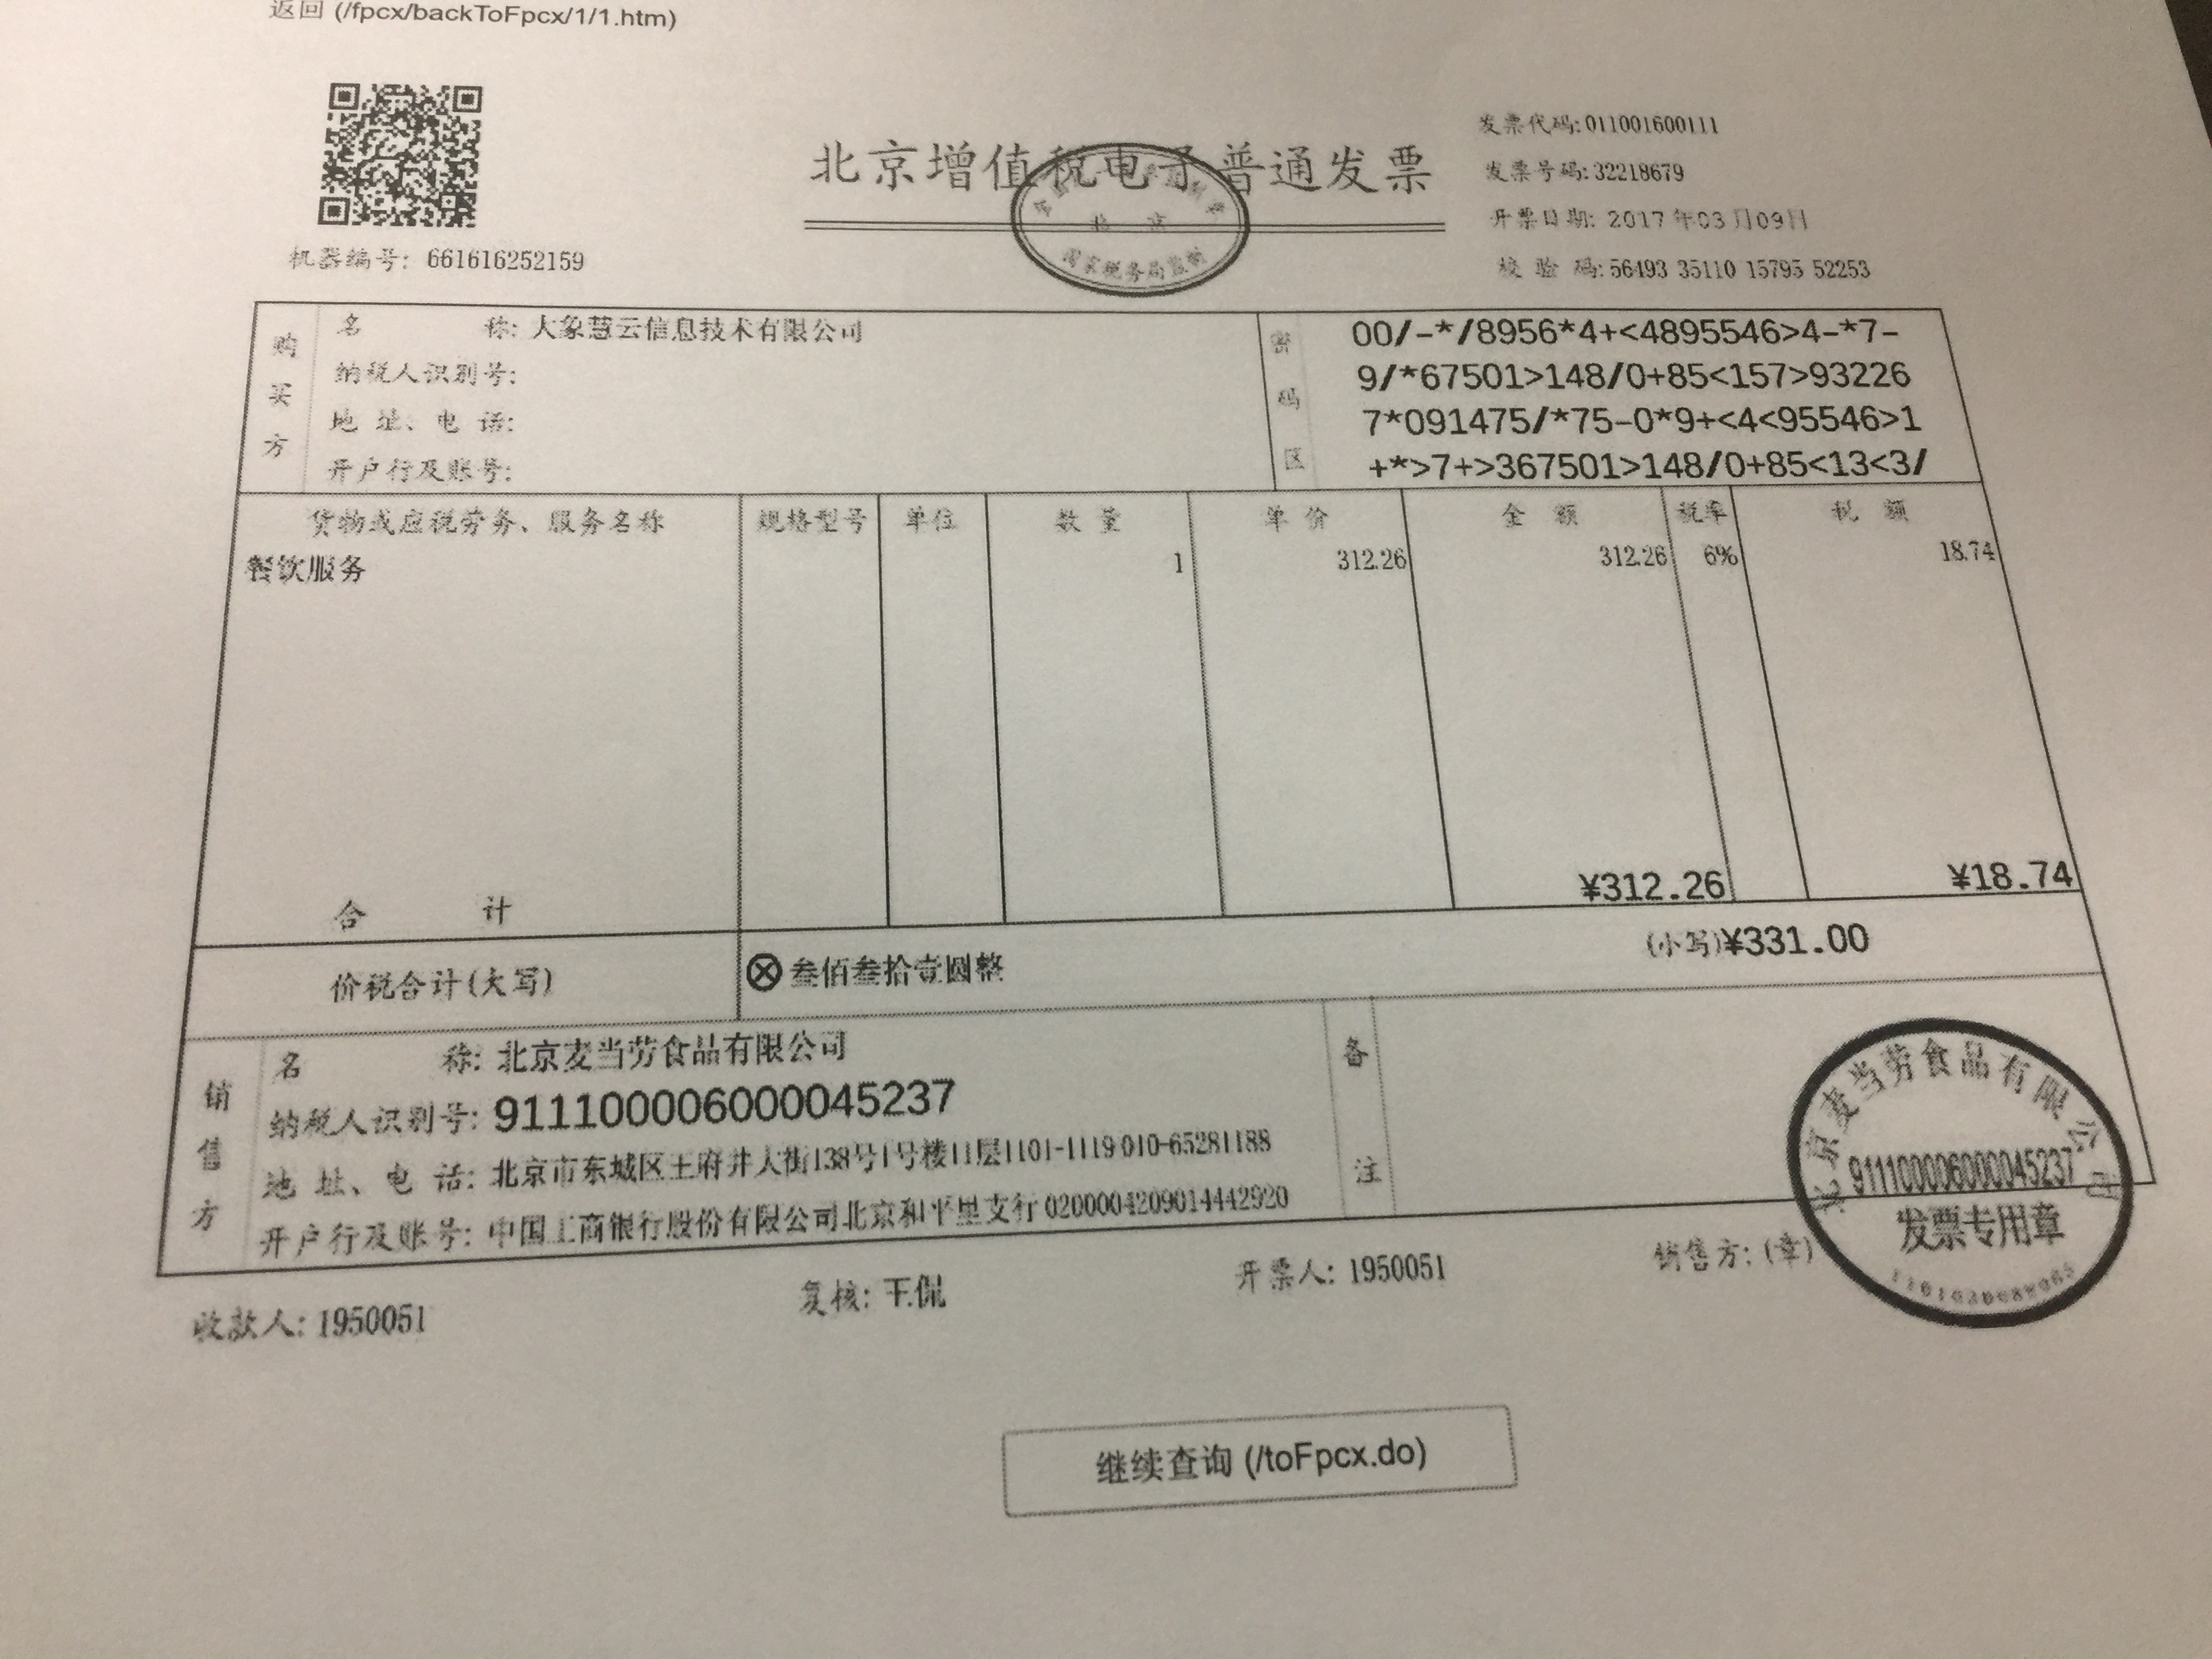 返回 (/fpcx/backToFpcx/1/1.htm)
北京增值税电子普通发票
北京
国家税务局监制
发票代码:011001600111
发票号码:32218679
开票日期: 2017年03月09日
校验码:56493 35110 15795 52253
机器编号: 661616252159
购买方
名称: 大象慧云信息技术有限公司
纳税人识别号:
地址、电话:
开户行及账号:
密码区
00/-*/8956*4+<4895546>4-*7-
9/*67501>148/0+85<157>93226
7*091475/*75-0*9+<4<95546>1
+*>7+>367501>148/0+85<13<3/
货物或应税劳务、服务名称 规格型号 单位 数量 单价 金额 税率 税额
餐饮服务 1 312.26 312.26 6% 18.74
合计 ¥312.26 ¥18.74
价税合计(大写) ⊗叁佰叁拾壹圆整 (小写)¥331.00
销售方
名称: 北京麦当劳食品有限公司
纳税人识别号: 911100006000045237
地址、电话: 北京市东城区王府井大街138号1号楼11层1101-1119 010-65281188
开户行及账号: 中国工商银行股份有限公司北京和平里支行 0200004209014442920
备注
北京麦当劳食品有限公司
911100006000045237
发票专用章
收款人: 1950051 复核: 王侃 开票人: 1950051 销售方: (章)
继续查询 (/toFpcx.do)